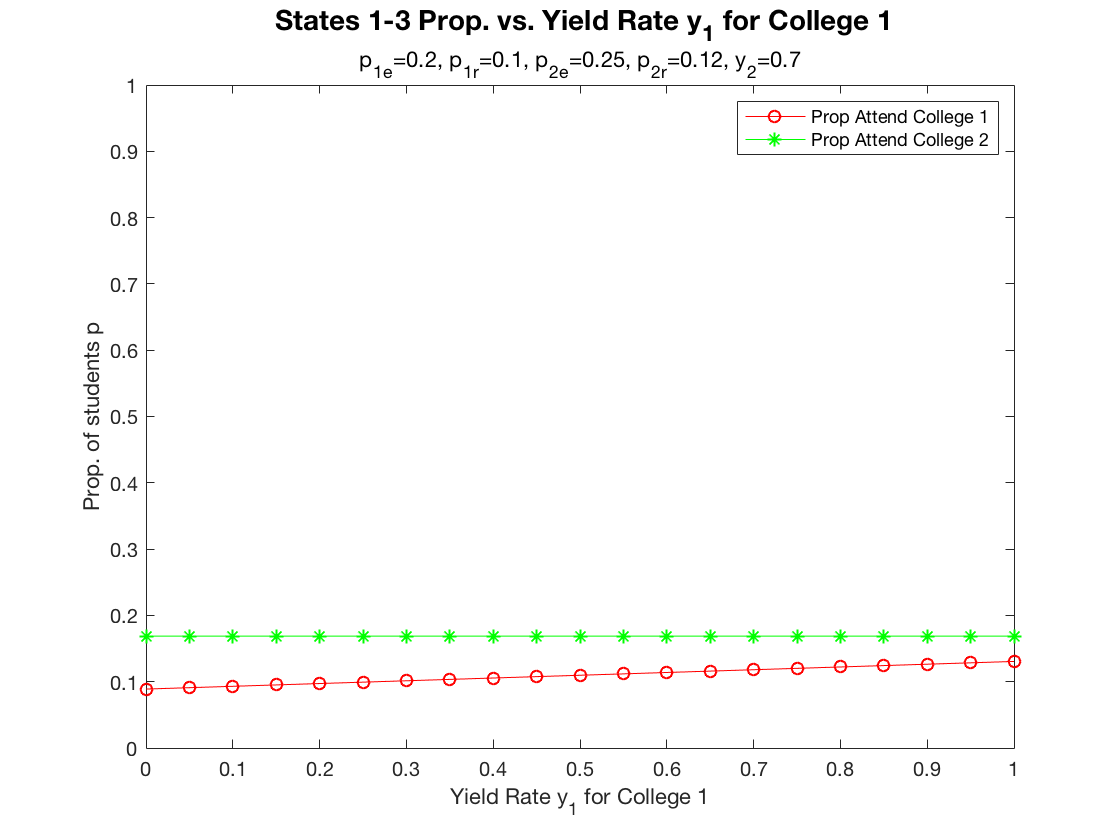 States 1-3 Prop. vs. Yield Rate y1 for College 1
p1e=0.2, p1r=0.1, p2e=0.25, p2r=0.12, y2=0.7
Prop Attend College 1
Prop Attend College 2
1
0.9
0.8
0.7
0.6
0.5
0.4
0.3
0.2
0.1
0
Prop. of students p
0 0.1 0.2 0.3 0.4 0.5 0.6 0.7 0.8 0.9 1
Yield Rate y1 for College 1